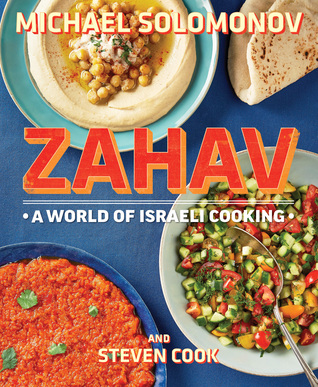 MICHAEL SOLOMONOV
ZAHAV
• A WORLD OF ISRAELI COOKING •
AND
STEVEN COOK